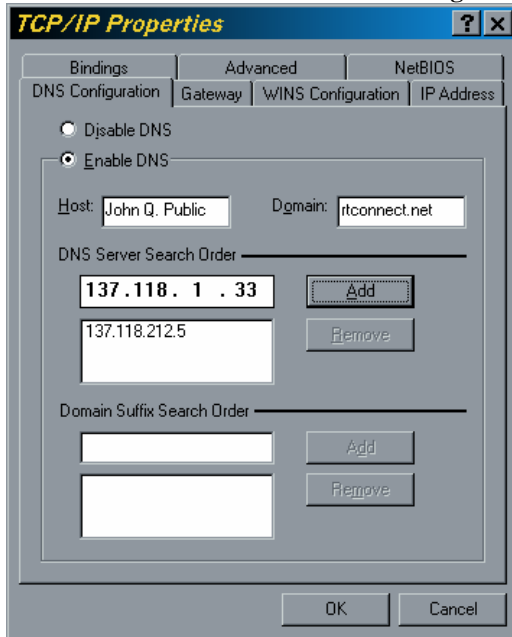 TCP/IP Properties ? ×
Bindings Advanced NetBIOS
DNS Configuration Gateway WINS Configuration IP Address
Disable DNS
Enable DNS
Host: John Q. Public Domain: rtconnect.net
DNS Server Search Order
137.118. 1 .33 Add
137.118.212.5 Remove
Domain Suffix Search Order
Add
Remove
OK Cancel